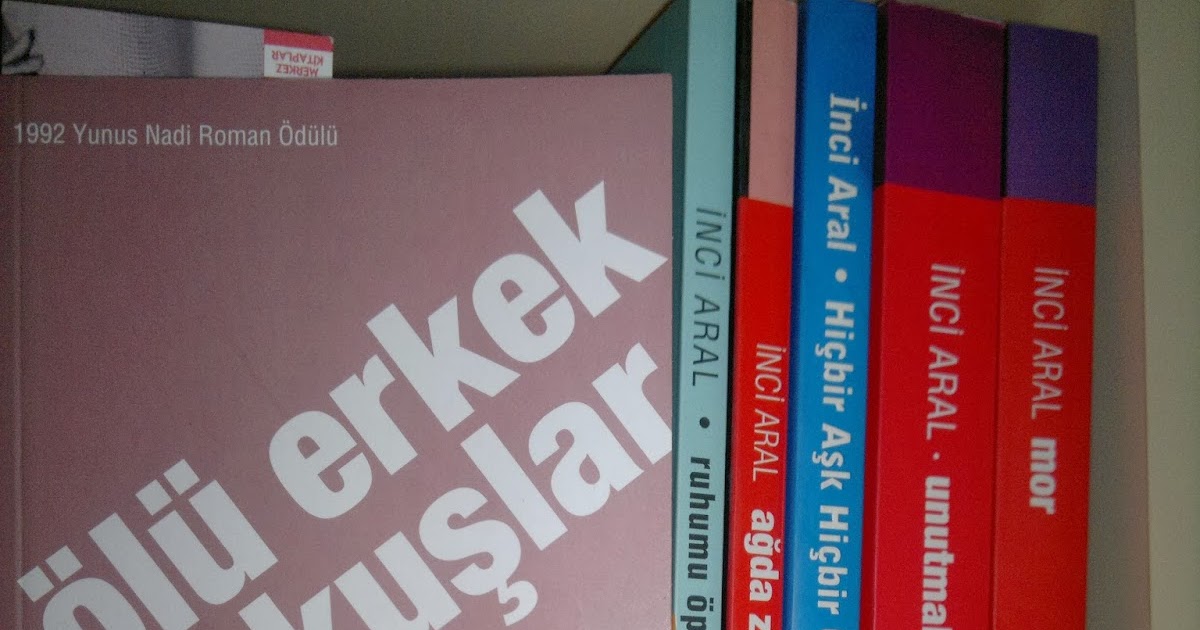 MERKEZ
KİTAPLAR
1992 Yunus Nadi Roman Ödülü
ölü erkek
kuşlar
İNCİ ARAL • ruhumu öp
İNCİ ARAL ağda z
İnci Aral • Hiçbir Aşk Hiçbir
İNCİ ARAL · unutmak
İNCİ ARAL mor